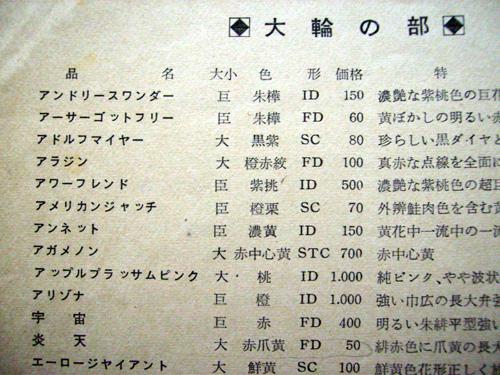 大輪の部
品 名 大小 色 形 価格 特
アンドリースワンダー 巨 朱樺 ID 150 濃艶な紫桃色の巨花
アーサーゴットフリー 臣 朱樺 FD 60 黄ぼかしの明るい赤
アドルフマイヤー 大 黒紫 SC 80 珍らしい黒ダイヤと
アラジン 大 橙赤絞 FD 100 真赤な点線を全面に
アワーフレンド 臣 紫挑 ID 500 濃艶な紫桃色の超巨
アメリカンジャッチ 臣 橙栗 SC 70 外辨鮭肉色を含む黄
アンネット 臣 濃黄 ID 150 黄花中一流中の一流
アガメノン 大 赤中心黄 STC 700 赤中心黄
アップルブラッサムピンク 大 桃 ID 1.000 純ピンク、やや波状
アリゾナ 巨 橙 ID 1.000 強い巾広の長大弁を
宇宙 巨 赤 FD 400 明るい朱緋平型強い
炎天 大 赤爪黄 FD 50 緋赤色に爪黄の長大
エーロージヤイアント 大 鮮黄 SC 100 鮮黄色花形正しく